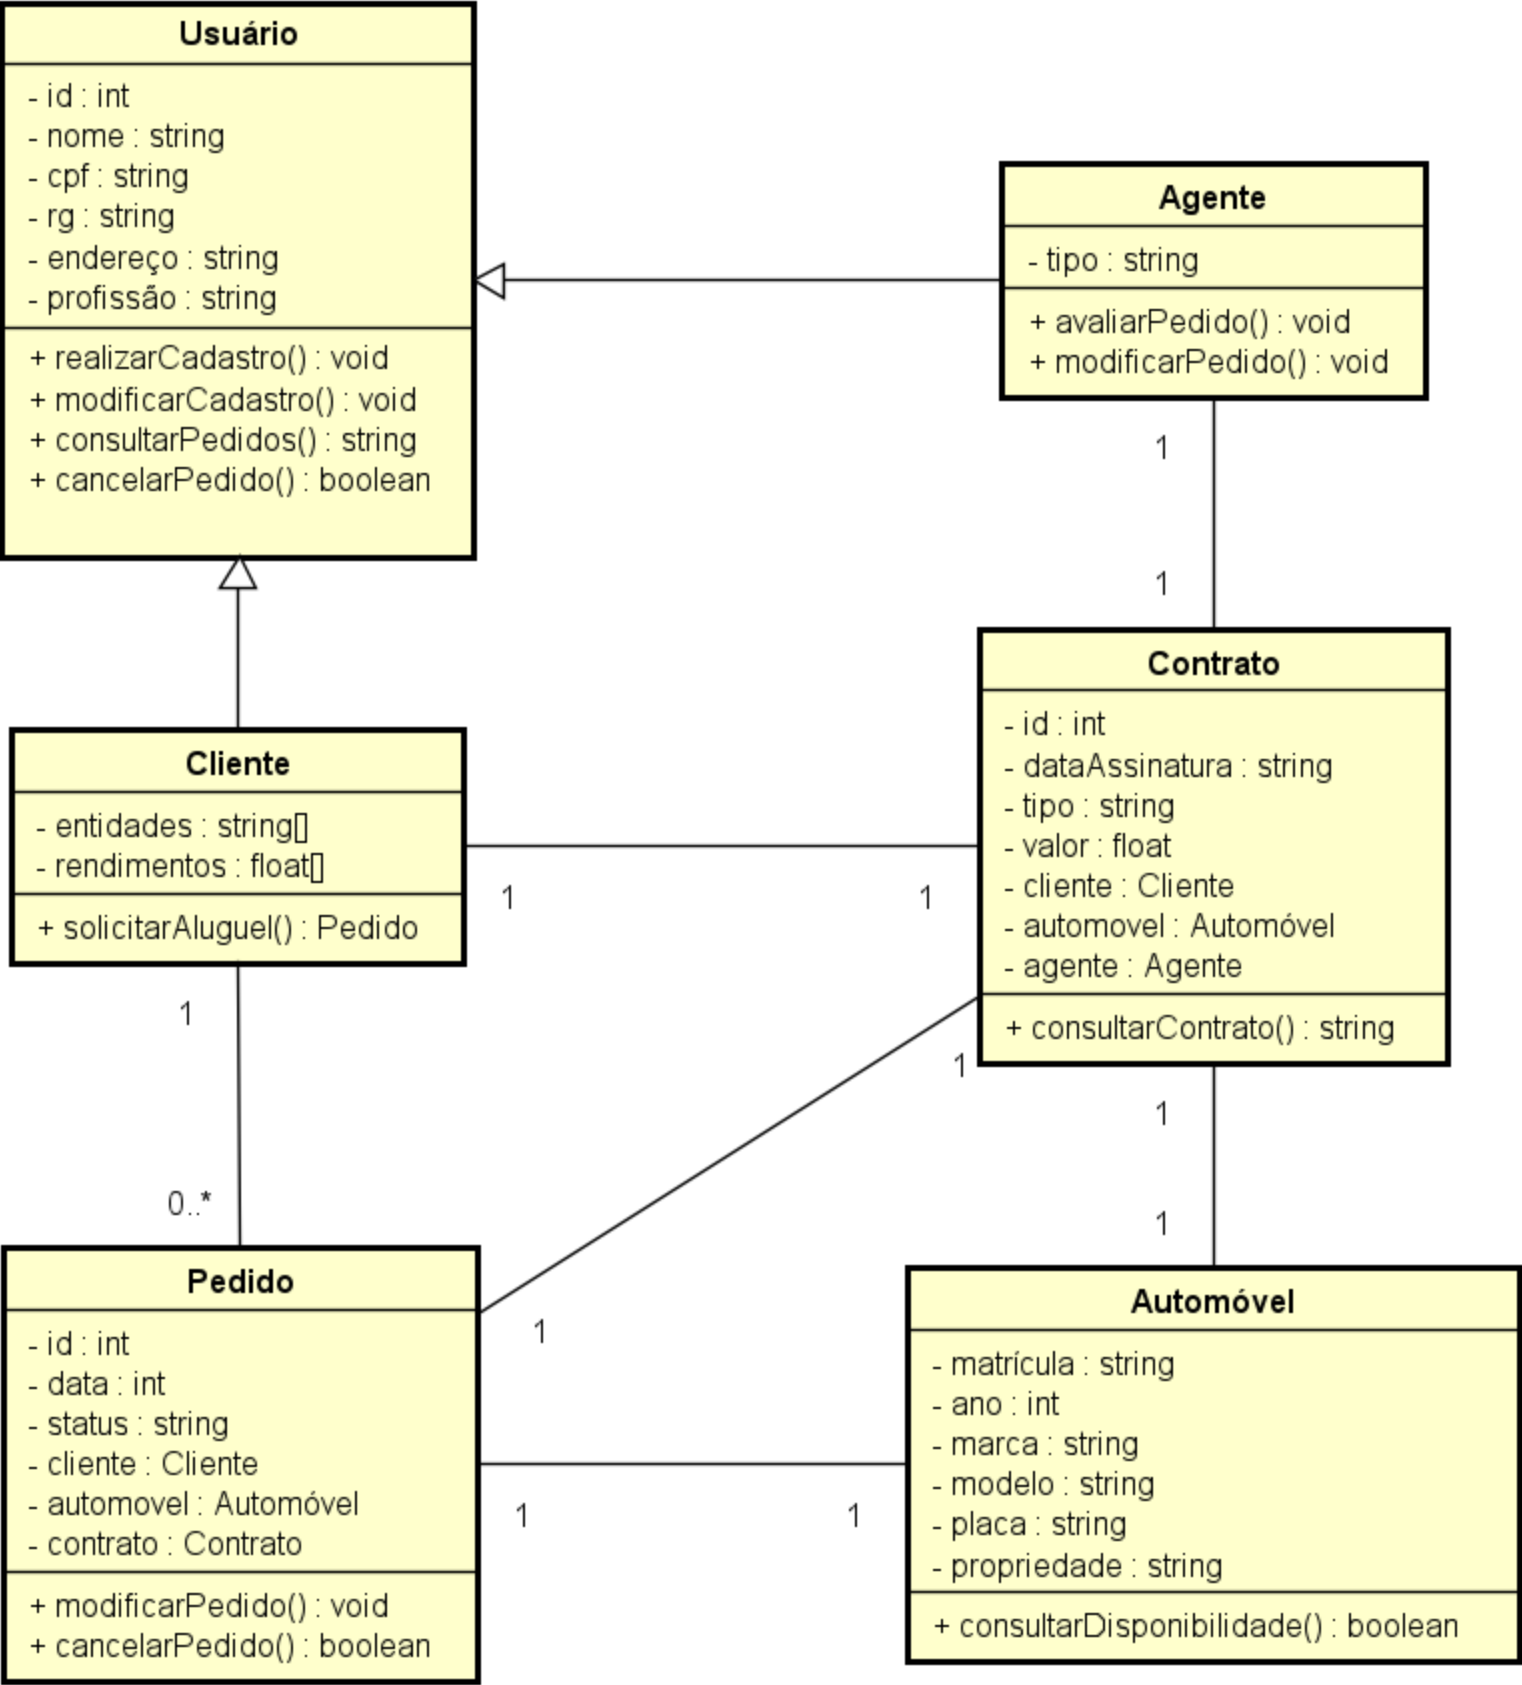 Usuário
- id : int
- nome : string
- cpf : string
- rg : string
- endereço : string
- profissão : string
+ realizarCadastro() : void
+ modificarCadastro() : void
+ consultarPedidos() : string
+ cancelarPedido() : boolean
Agente
- tipo : string
+ avaliarPedido() : void
+ modificarPedido() : void
1
1
Cliente
- entidades : string[]
- rendimentos : float[]
+ solicitarAluguel() : Pedido
1
1
Contrato
- id : int
- dataAssinatura : string
- tipo : string
- valor : float
- cliente : Cliente
- automovel : Automóvel
- agente : Agente
+ consultarContrato() : string
1
0..*
1
1
1
1
Pedido
- id : int
- data : int
- status : string
- cliente : Cliente
- automovel : Automóvel
- contrato : Contrato
+ modificarPedido() : void
+ cancelarPedido() : boolean
1
1
Automóvel
- matrícula : string
- ano : int
- marca : string
- modelo : string
- placa : string
- propriedade : string
+ consultarDisponibilidade() : boolean